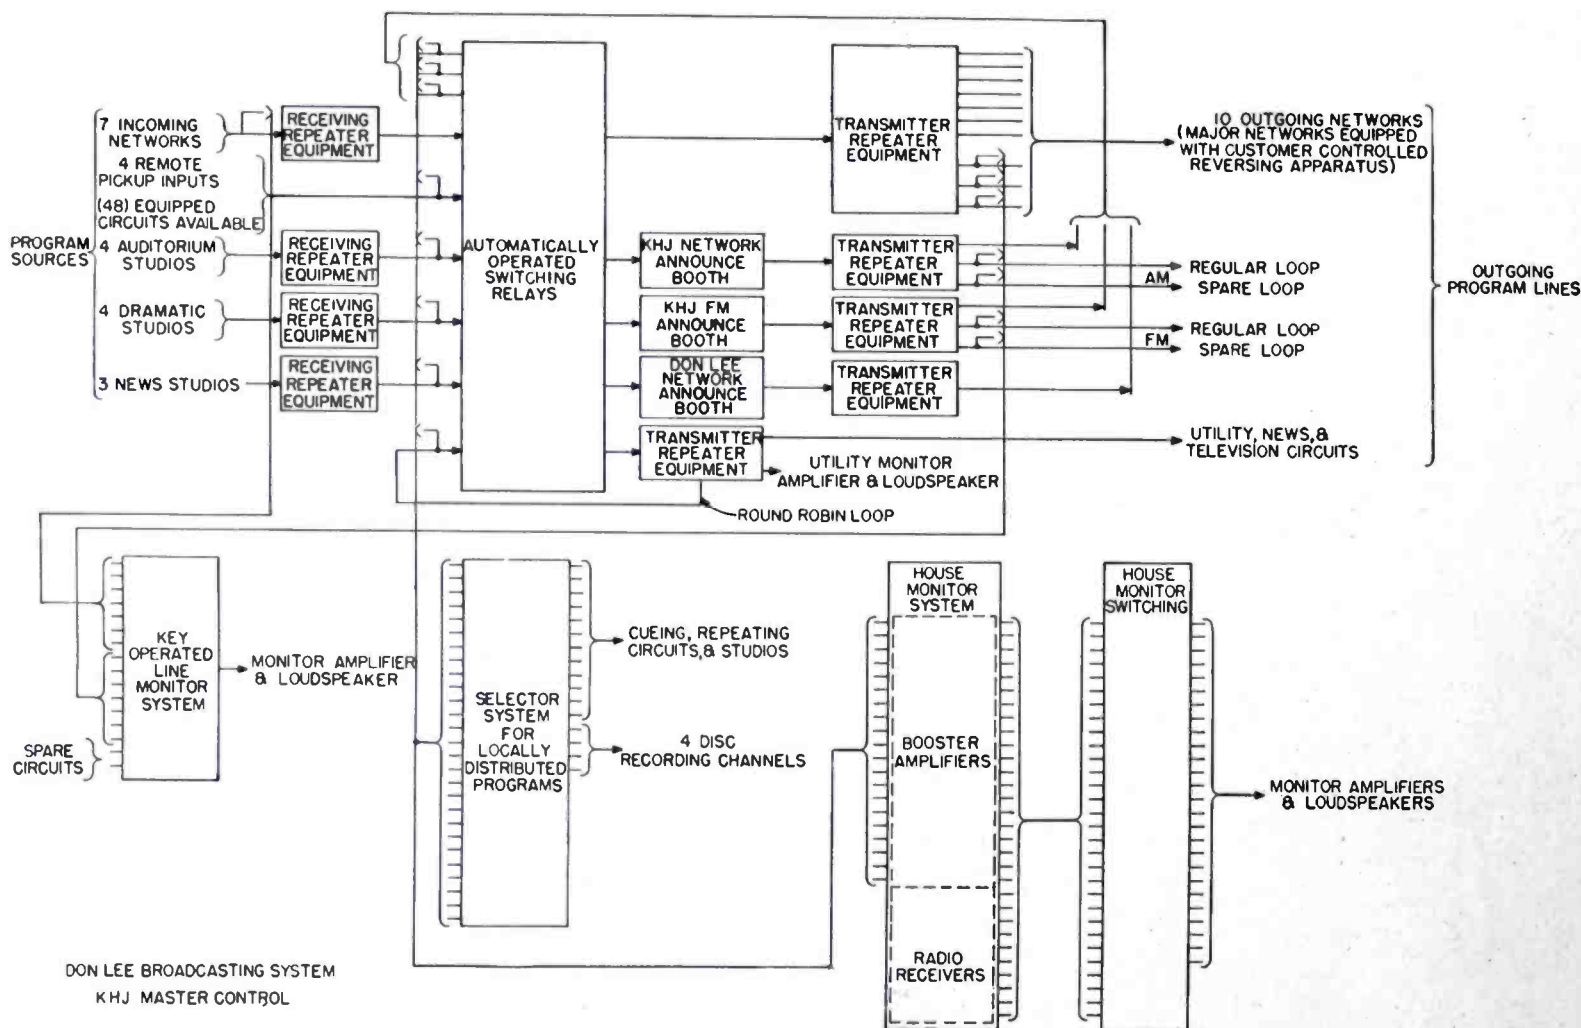 PROGRAM
SOURCES
7 INCOMING
NETWORKS
4 REMOTE
PICKUP INPUTS
(48) EQUIPPED
CIRCUITS AVAILABLE
4 AUDITORIUM
STUDIOS
4 DRAMATIC
STUDIOS
3 NEWS STUDIOS
RECEIVING
REPEATER
EQUIPMENT
RECEIVING
REPEATER
EQUIPMENT
RECEIVING
REPEATER
EQUIPMENT
RECEIVING
REPEATER
EQUIPMENT
AUTOMATICALLY
OPERATED
SWITCHING
RELAYS
KHJ NETWORK
ANNOUNCE
BOOTH
KHJ FM
ANNOUNCE
BOOTH
DON LEE
NETWORK
ANNOUNCE
BOOTH
TRANSMITTER
REPEATER
EQUIPMENT
TRANSMITTER
REPEATER
EQUIPMENT
TRANSMITTER
REPEATER
EQUIPMENT
TRANSMITTER
REPEATER
EQUIPMENT
TRANSMITTER
REPEATER
EQUIPMENT
10 OUTGOING NETWORKS
(MAJOR NETWORKS EQUIPPED
WITH CUSTOMER CONTROLLED
REVERSING APPARATUS)
AM
REGULAR LOOP
SPARE LOOP
FM
REGULAR LOOP
SPARE LOOP
UTILITY, NEWS, &
TELEVISION CIRCUITS
OUTGOING
PROGRAM LINES
UTILITY MONITOR
AMPLIFIER & LOUDSPEAKER
ROUND ROBIN LOOP
KEY
OPERATED
LINE
MONITOR
SYSTEM
SPARE
CIRCUITS
MONITOR AMPLIFIER
& LOUDSPEAKER
SELECTOR
SYSTEM
FOR
LOCALLY
DISTRIBUTED
PROGRAMS
CUEING, REPEATING
CIRCUITS, & STUDIOS
4 DISC
RECORDING CHANNELS
HOUSE
MONITOR
SYSTEM
BOOSTER
AMPLIFIERS
RADIO
RECEIVERS
HOUSE
MONITOR
SWITCHING
MONITOR AMPLIFIERS
& LOUDSPEAKERS
DON LEE BROADCASTING SYSTEM
KHJ MASTER CONTROL